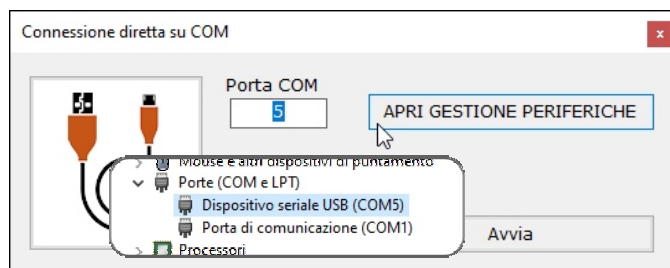 Connessione diretta su COM
x
Porta COM
5
APRI GESTIONE PERIFERICHE
Mouse e altri dispositivi di puntamento
Porte (COM e LPT)
Dispositivo seriale USB (COM5)
Porta di comunicazione (COM1)
Avvia
Processori